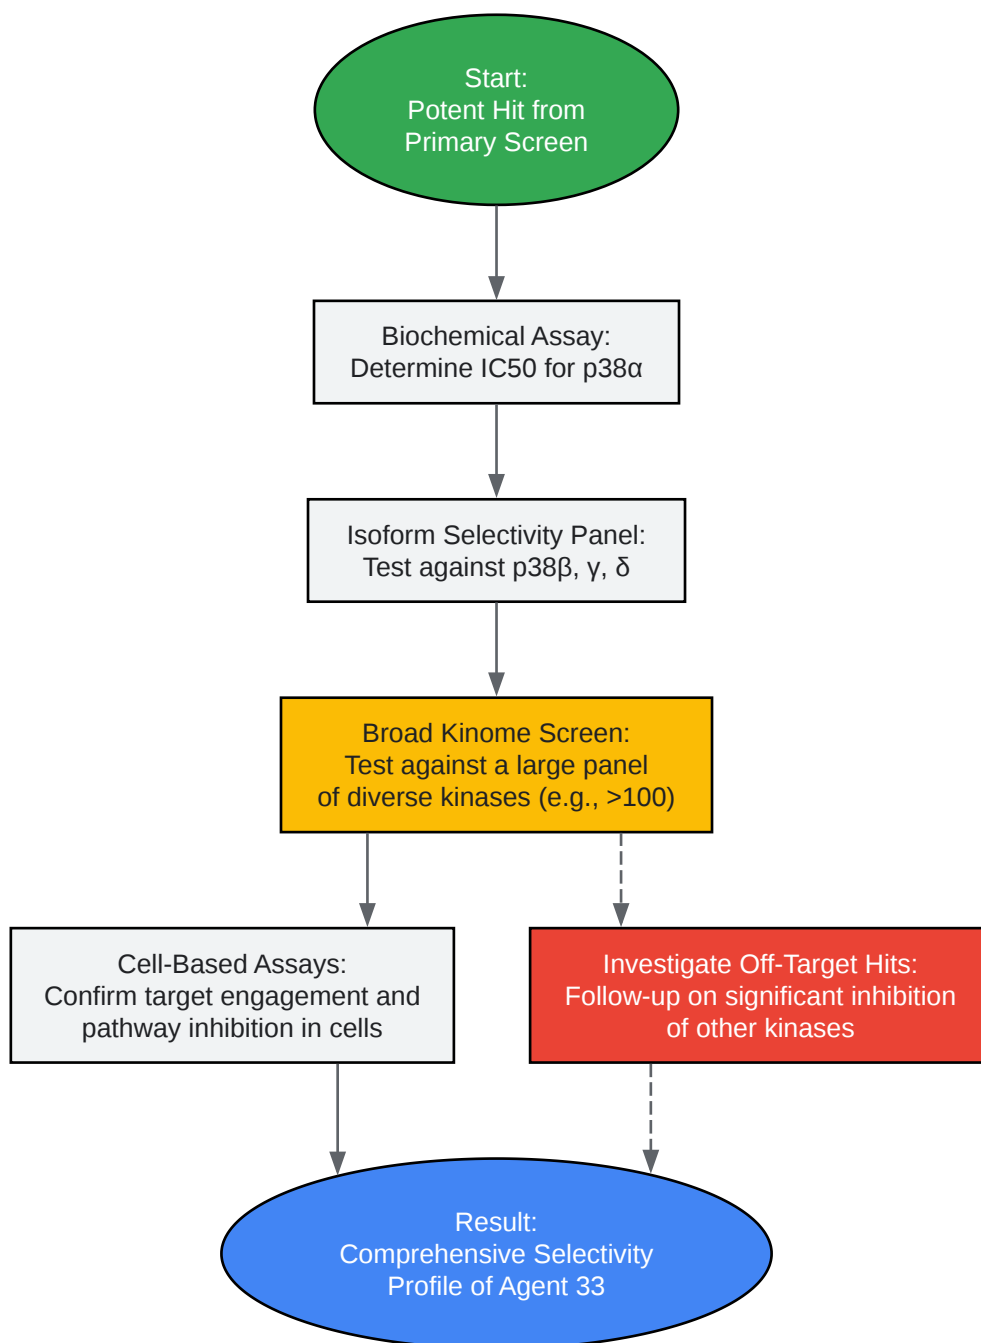 Start:
Potent Hit from
Primary Screen
Biochemical Assay:
Determine IC50 for p38α
Isoform Selectivity Panel:
Test against p38β, γ, δ
Broad Kinome Screen:
Test against a large panel
of diverse kinases (e.g., >100)
Cell-Based Assays:
Confirm target engagement and
pathway inhibition in cells
Investigate Off-Target Hits:
Follow-up on significant inhibition
of other kinases
Result:
Comprehensive Selectivity
Profile of Agent 33